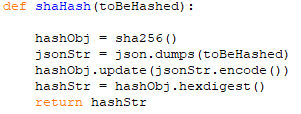 def shaHash(toBeHashed):
    hashObj = sha256()
    jsonStr = json.dumps(toBeHashed)
    hashObj.update(jsonStr.encode())
    hashStr = hashObj.hexdigest()
    return hashStr